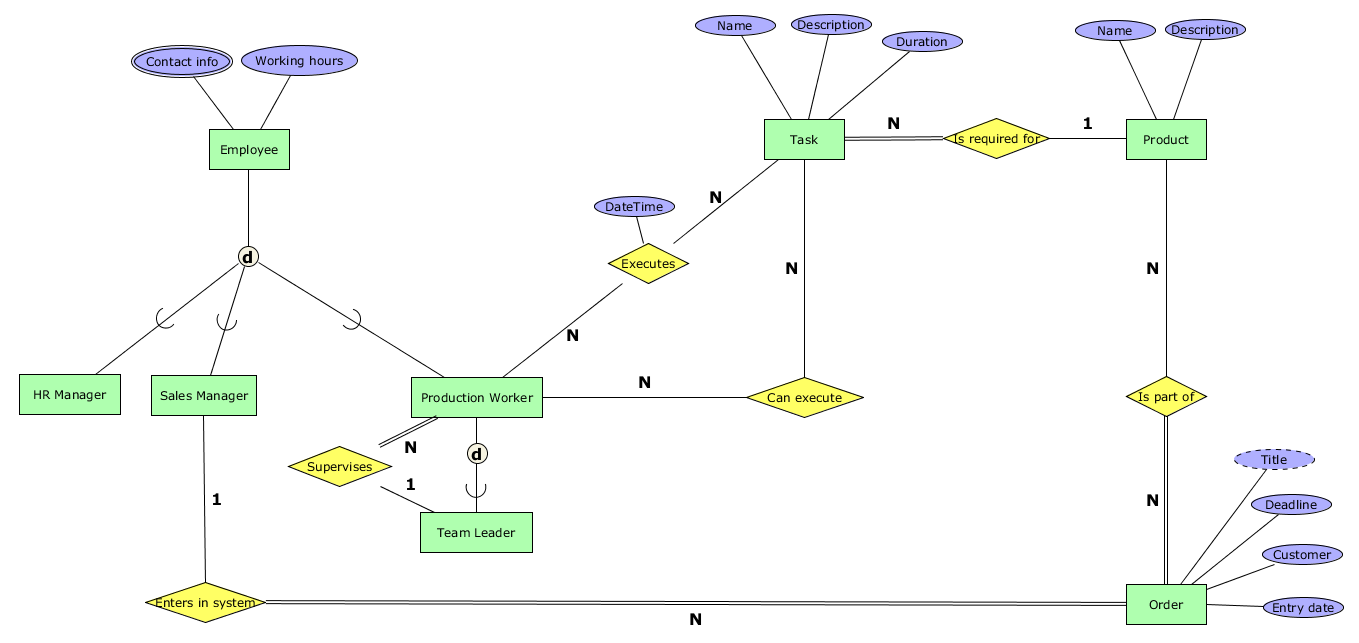 Name
Description
Duration
Name
Description
Contact info
Working hours
N
1
Task
Is required for
Product
Employee
N
DateTime
d
Executes
N
N
N
N
HR Manager
Sales Manager
Production Worker
Can execute
Is part of
N
d
Supervises
1
Title
1
N
Deadline
Team Leader
Customer
Enters in system
Order
Entry date
N